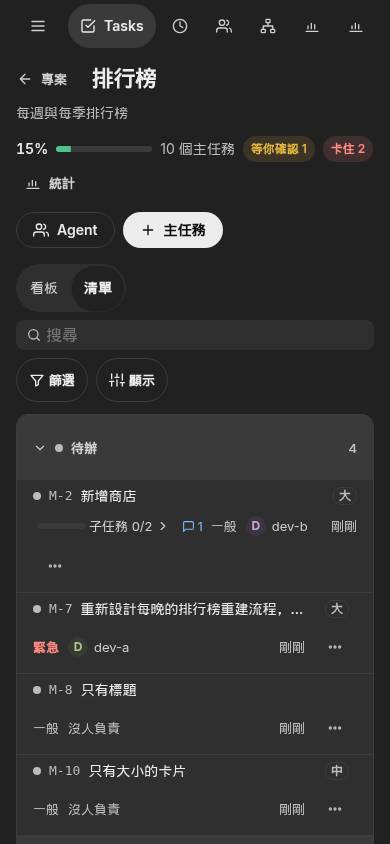 Tasks
專案 排行榜
每週與每季排行榜
15% 10 個主任務 等你確認 1 卡住 2
統計
Agent 主任務
看板 清單
搜尋
篩選 顯示
待辦 4
M-2 新增商店 大
子任務 0/2 1 一般 D dev-b 剛剛
M-7 重新設計每晚的排行榜重建流程，... 大
緊急 D dev-a 剛剛
M-8 只有標題
一般 沒人負責 剛剛
M-10 只有大小的卡片 中
一般 沒人負責 剛剛